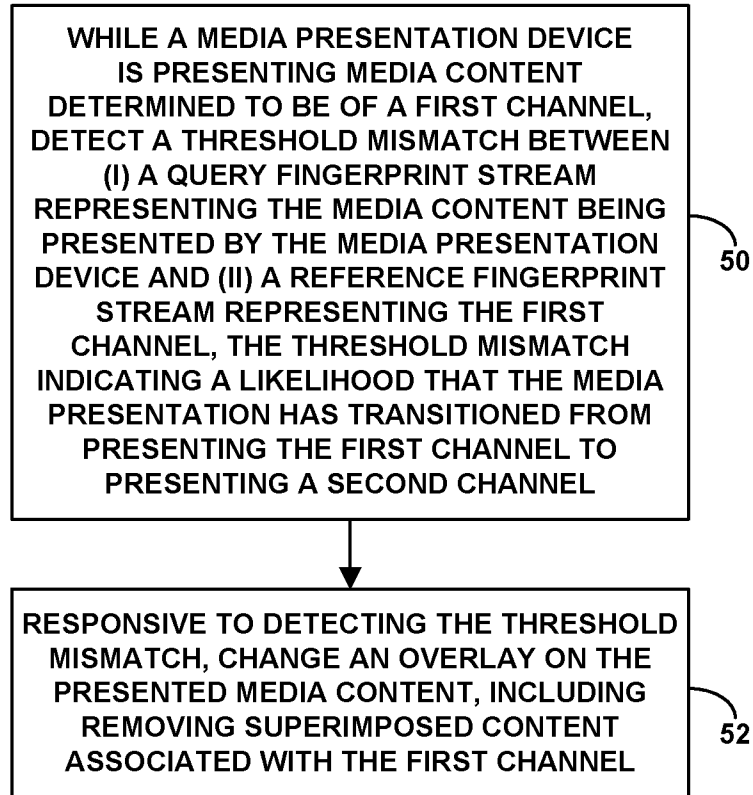 WHILE A MEDIA PRESENTATION DEVICE
IS PRESENTING MEDIA CONTENT
DETERMINED TO BE OF A FIRST CHANNEL,
DETECT A THRESHOLD MISMATCH BETWEEN
(I) A QUERY FINGERPRINT STREAM
REPRESENTING THE MEDIA CONTENT BEING
PRESENTED BY THE MEDIA PRESENTATION
DEVICE AND (II) A REFERENCE FINGERPRINT
STREAM REPRESENTING THE FIRST
CHANNEL, THE THRESHOLD MISMATCH
INDICATING A LIKELIHOOD THAT THE MEDIA
PRESENTATION HAS TRANSITIONED FROM
PRESENTING THE FIRST CHANNEL TO
PRESENTING A SECOND CHANNEL
50
RESPONSIVE TO DETECTING THE THRESHOLD
MISMATCH, CHANGE AN OVERLAY ON THE
PRESENTED MEDIA CONTENT, INCLUDING
REMOVING SUPERIMPOSED CONTENT
ASSOCIATED WITH THE FIRST CHANNEL
52